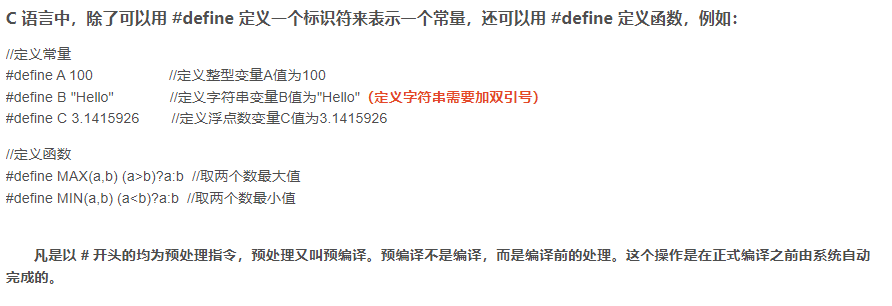 C 语言中，除了可以用 #define 定义一个标识符来表示一个常量，还可以用 #define 定义函数，例如：
//定义常量
#define A 100 //定义整型变量A值为100
#define B "Hello" //定义字符串变量B值为"Hello"（定义字符串需要加双引号）
#define C 3.1415926 //定义浮点数变量C值为3.1415926
//定义函数
#define MAX(a,b) (a>b)?a:b //取两个数最大值
#define MIN(a,b) (a<b)?a:b //取两个数最小值
凡是以 # 开头的均为预处理指令，预处理又叫预编译。预编译不是编译，而是编译前的处理。这个操作是在正式编译之前由系统自动
完成的。